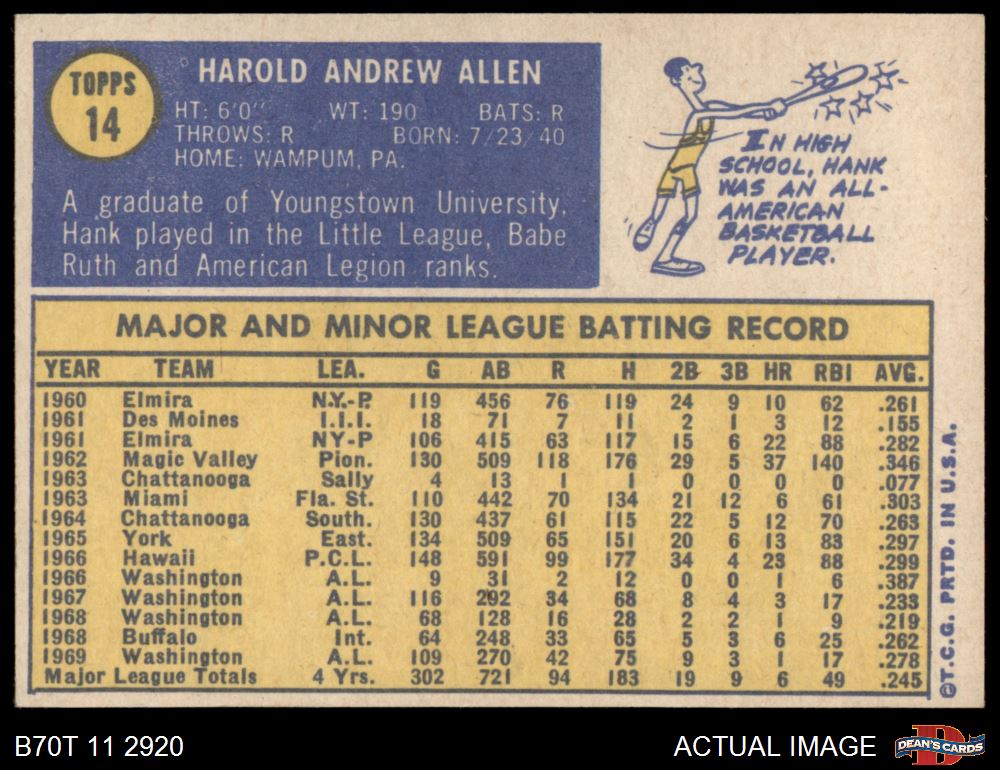 TOPPS
14
HAROLD ANDREW ALLEN
HT: 6'0" WT: 190 BATS: R
THROWS: R BORN: 7/23/40
HOME: WAMPUM, PA.
A graduate of Youngstown University,
Hank played in the Little League, Babe
Ruth and American Legion ranks.
IN HIGH
SCHOOL, HANK
WAS AN ALL-
AMERICAN
BASKETBALL
PLAYER.
MAJOR AND MINOR LEAGUE BATTING RECORD
YEAR TEAM LEA. G AB R H 2B 3B HR RBI AVG.
1960 Elmira N.Y.-P. 119 456 76 119 24 9 10 62 .261
1961 Des Moines I.I.I. 18 71 7 11 2 1 3 12 .155
1961 Elmira NY-P 106 415 63 117 15 6 22 88 .282
1962 Magic Valley Pion. 130 509 118 176 29 5 37 140 .346
1963 Chattanooga Sally 4 13 1 1 0 0 0 0 .077
1963 Miami Fla. St. 110 442 70 134 21 12 6 61 .303
1964 Chattanooga South. 130 437 61 115 22 5 12 70 .263
1965 York East. 134 509 65 151 20 6 13 83 .297
1966 Hawaii P.C.L. 148 591 99 177 34 4 23 88 .299
1966 Washington A.L. 9 31 2 12 0 0 1 6 .387
1967 Washington A.L. 116 292 34 68 8 4 3 17 .233
1968 Washington A.L. 68 128 16 28 2 2 1 9 .219
1968 Buffalo Int. 64 248 33 65 5 3 6 25 .262
1969 Washington A.L. 109 270 42 75 9 3 1 17 .278
Major League Totals 4 Yrs. 302 721 94 183 19 9 6 49 .245
©T.C.G. PRTD. IN U.S.A.
B70T 11 2920
ACTUAL IMAGE
D
DEAN'S CARDS